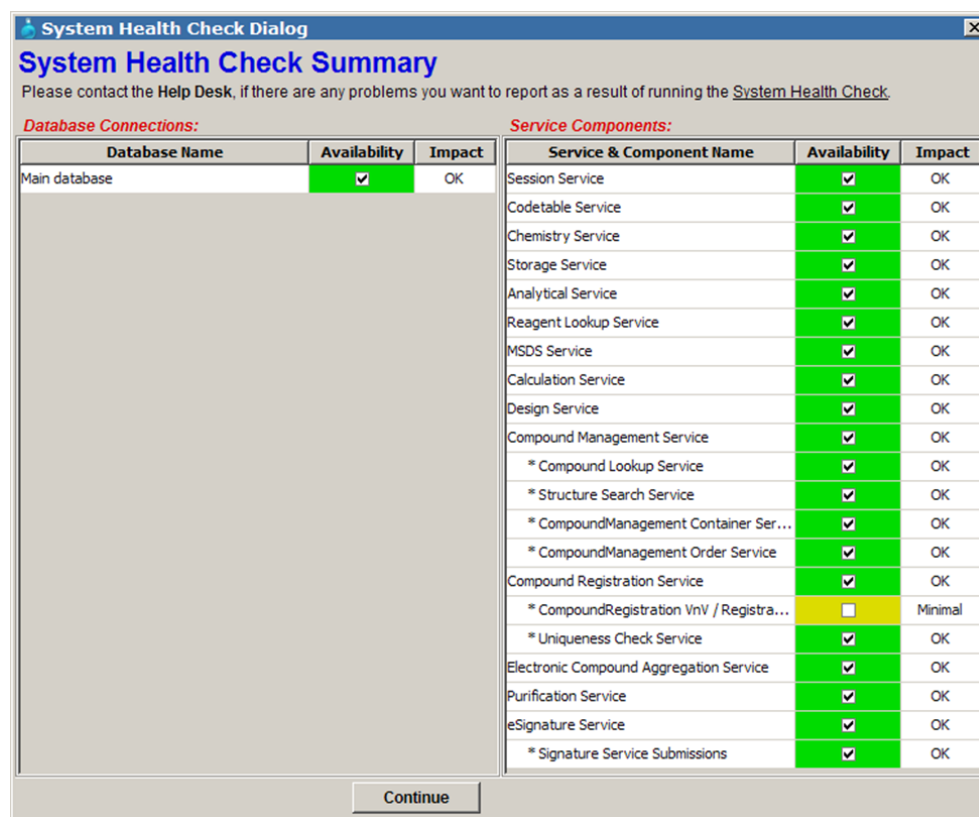 System Health Check Dialog
System Health Check Summary
Please contact the Help Desk, if there are any problems you want to report as a result of running the System Health Check.
Database Connections:
Database Name Availability Impact
Main database OK
Service Components:
Service & Component Name Availability Impact
Session Service OK
Codetable Service OK
Chemistry Service OK
Storage Service OK
Analytical Service OK
Reagent Lookup Service OK
MSDS Service OK
Calculation Service OK
Design Service OK
Compound Management Service OK
* Compound Lookup Service OK
* Structure Search Service OK
* CompoundManagement Container Ser... OK
* CompoundManagement Order Service OK
Compound Registration Service OK
* CompoundRegistration VnV / Registra... Minimal
* Uniqueness Check Service OK
Electronic Compound Aggregation Service OK
Purification Service OK
eSignature Service OK
* Signature Service Submissions OK
Continue